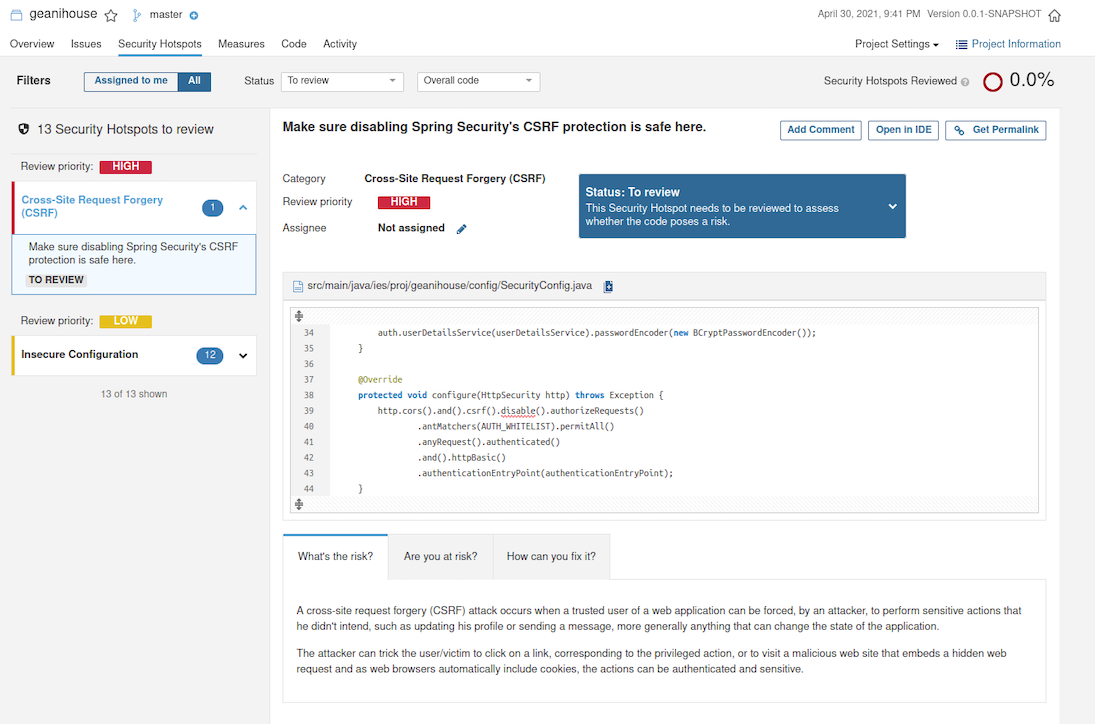 geanihouse master
April 30, 2021, 9:41 PM Version 0.0.1-SNAPSHOT
Overview Issues Security Hotspots Measures Code Activity
Project Settings Project Information
Filters Assigned to me All Status To review Overall code Security Hotspots Reviewed ? 0.0%
13 Security Hotspots to review
Review priority: HIGH
Cross-Site Request Forgery
(CSRF)
1
Make sure disabling Spring Security's CSRF
protection is safe here.
TO REVIEW
Review priority: LOW
Insecure Configuration 12
13 of 13 shown
Make sure disabling Spring Security's CSRF protection is safe here.
Add Comment Open in IDE Get Permalink
Category Cross-Site Request Forgery (CSRF)
Review priority HIGH
Assignee Not assigned
Status: To review
This Security Hotspot needs to be reviewed to assess
whether the code poses a risk.
src/main/java/ies/proj/geanihouse/config/SecurityConfig.java
34 auth.userDetailsService(userDetailsService).passwordEncoder(new BCryptPasswordEncoder());
35 }
36
37 @Override
38 protected void configure(HttpSecurity http) throws Exception {
39 http.cors().and().csrf().disable().authorizeRequests()
40 .antMatchers(AUTH_WHITELIST).permitAll()
41 .anyRequest().authenticated()
42 .and().httpBasic()
43 .authenticationEntryPoint(authenticationEntryPoint);
44 }
What's the risk? Are you at risk? How can you fix it?
A cross-site request forgery (CSRF) attack occurs when a trusted user of a web application can be forced, by an attacker, to perform sensitive actions that
he didn't intend, such as updating his profile or sending a message, more generally anything that can change the state of the application.
The attacker can trick the user/victim to click on a link, corresponding to the privileged action, or to visit a malicious web site that embeds a hidden web
request and as web browsers automatically include cookies, the actions can be authenticated and sensitive.